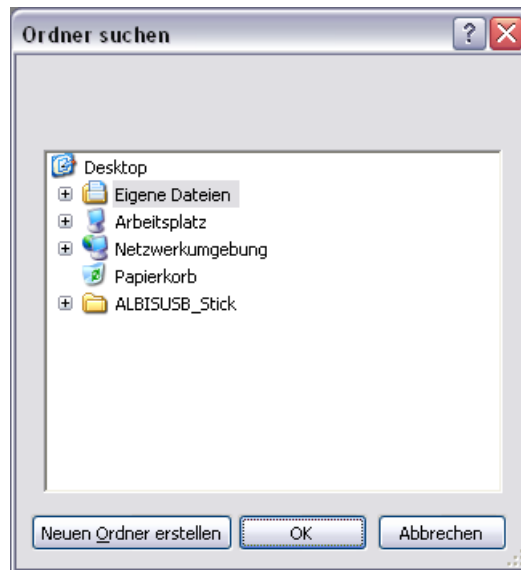 Ordner suchen
Desktop
Eigene Dateien
Arbeitsplatz
Netzwerkumgebung
Papierkorb
ALBISUSB_Stick
Neuen Ordner erstellen OK Abbrechen